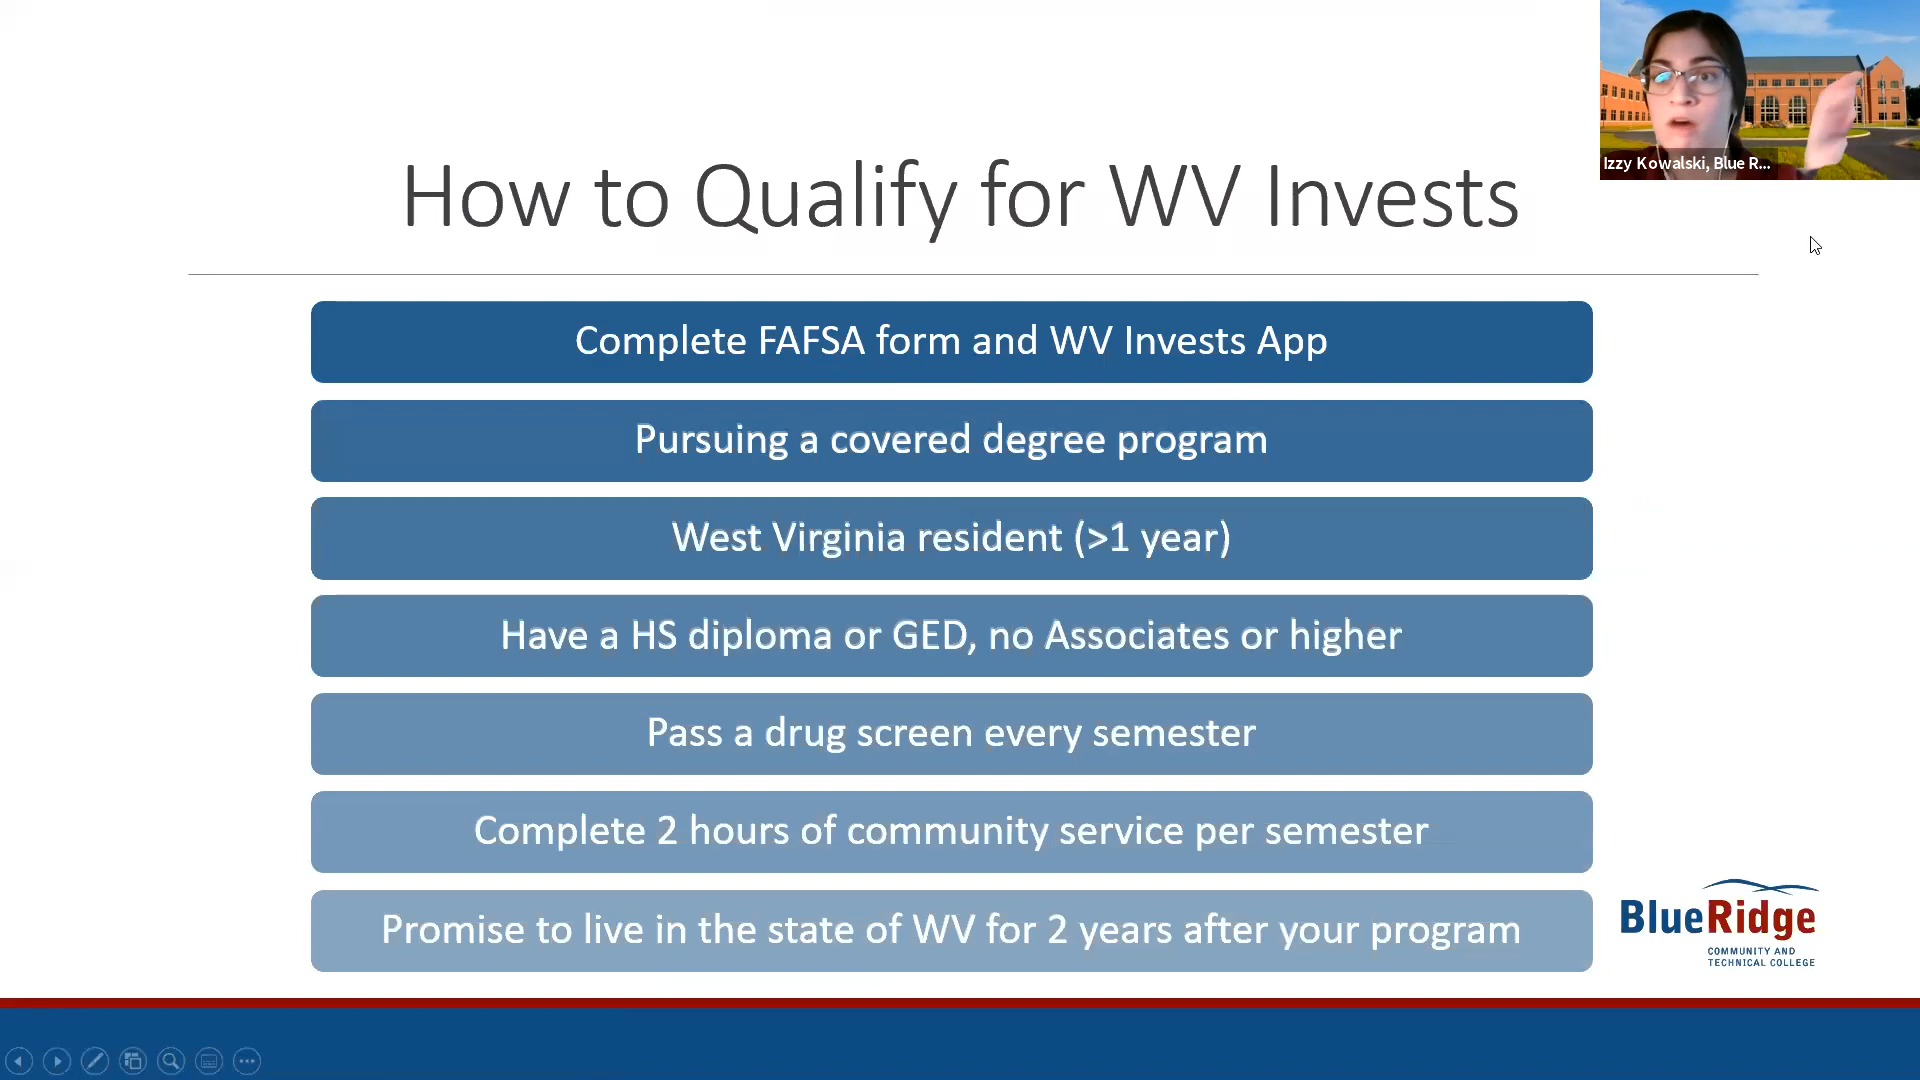 How to Qualify for WV Invests
Izzy Kowalski, Blue R...
Complete FAFSA form and WV Invests App
Pursuing a covered degree program
West Virginia resident (>1 year)
Have a HS diploma or GED, no Associates or higher
Pass a drug screen every semester
Complete 2 hours of community service per semester
Promise to live in the state of WV for 2 years after your program
BlueRidge
COMMUNITY AND
TECHNICAL COLLEGE